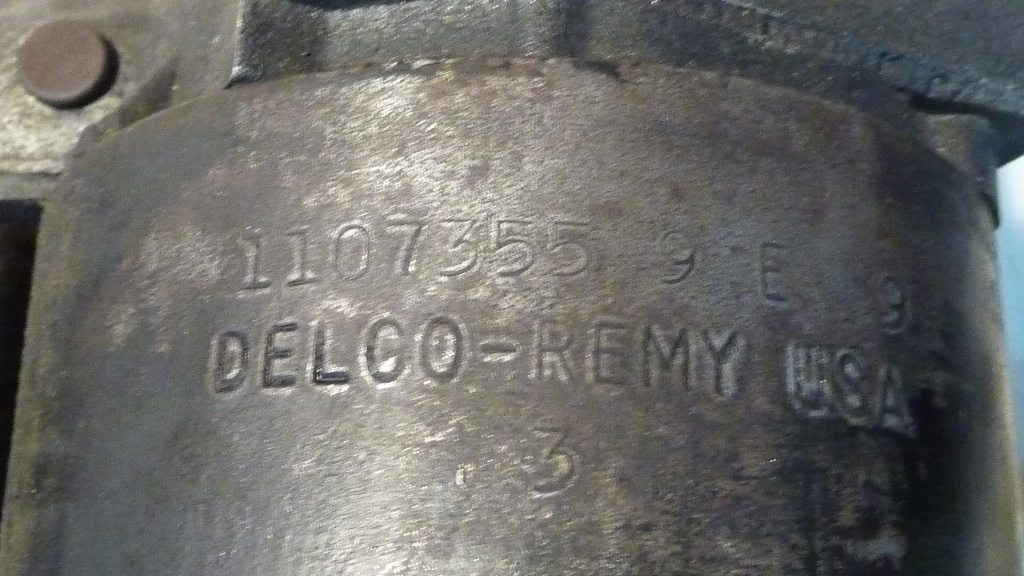 1107355 9 E 9
DELCO-REMY USA
3